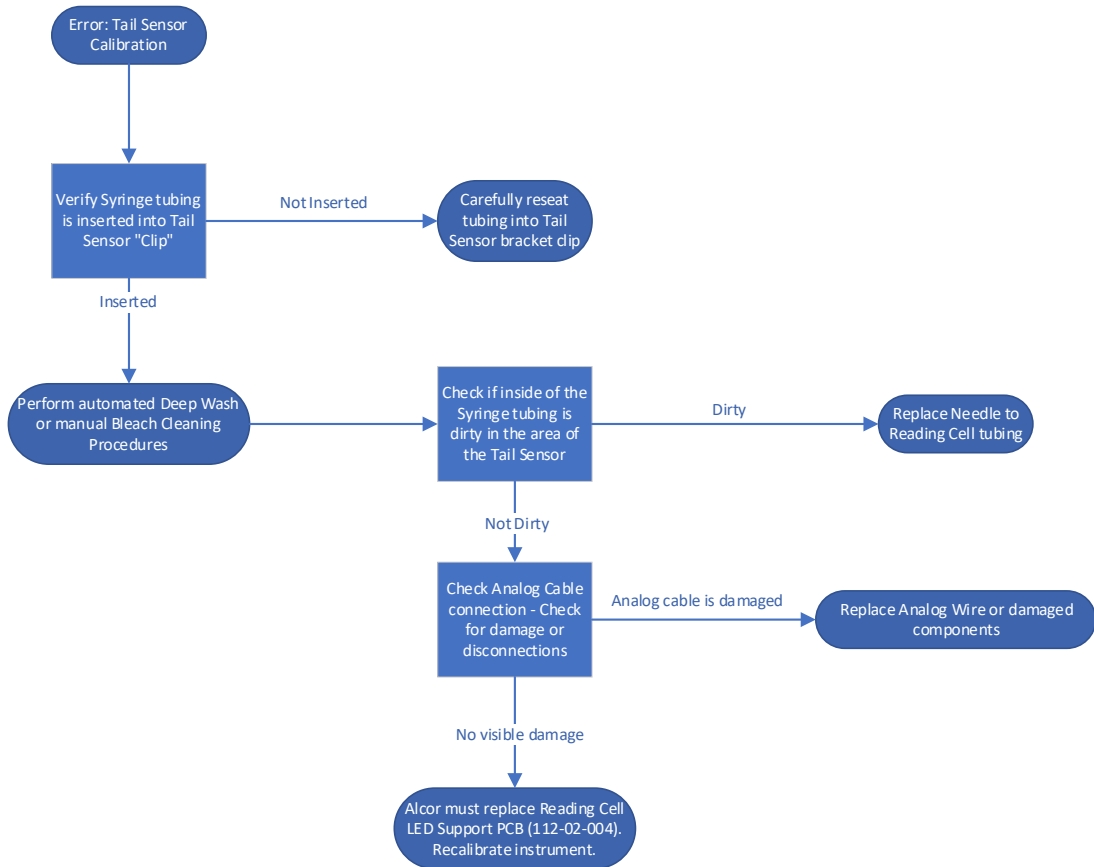 Error: Tail Sensor
Calibration
Verify Syringe tubing
is inserted into Tail
Sensor "Clip"
Not Inserted
Carefully reseat
tubing into Tail
Sensor bracket clip
Inserted
Perform automated Deep Wash
or manual Bleach Cleaning
Procedures
Check if inside of the
Syringe tubing is
dirty in the area of
the Tail Sensor
Dirty
Replace Needle to
Reading Cell tubing
Not Dirty
Check Analog Cable
connection - Check
for damage or
disconnections
Analog cable is damaged
Replace Analog Wire or damaged
components
No visible damage
Alcor must replace Reading Cell
LED Support PCB (112-02-004).
Recalibrate instrument.